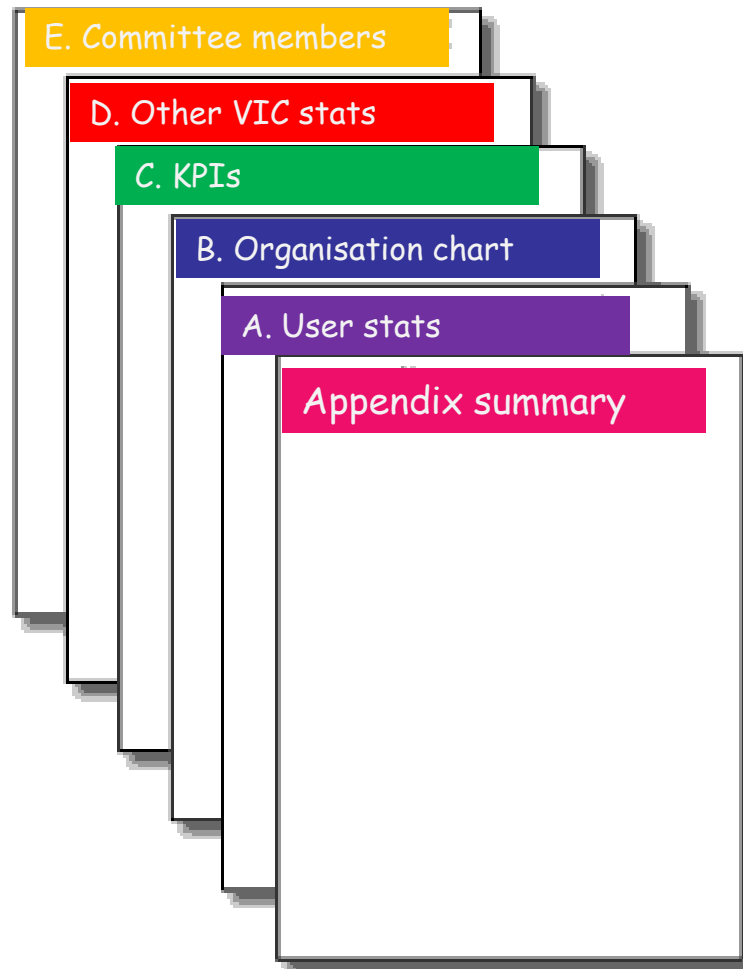 E. Committee members
D. Other VIC stats
C. KPIs
B. Organisation chart
A. User stats
Appendix summary